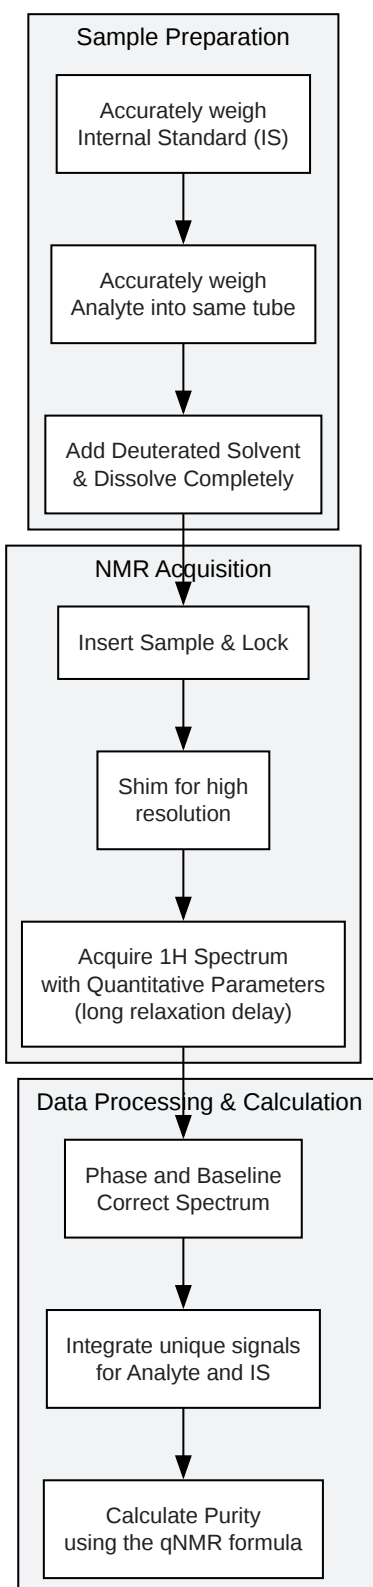 Sample Preparation
Accurately weigh
Internal Standard (IS)
Accurately weigh
Analyte into same tube
Add Deuterated Solvent
& Dissolve Completely
NMR Acquisition
Insert Sample & Lock
Shim for high
resolution
Acquire 1H Spectrum
with Quantitative Parameters
(long relaxation delay)
Data Processing & Calculation
Phase and Baseline
Correct Spectrum
Integrate unique signals
for Analyte and IS
Calculate Purity
using the qNMR formula